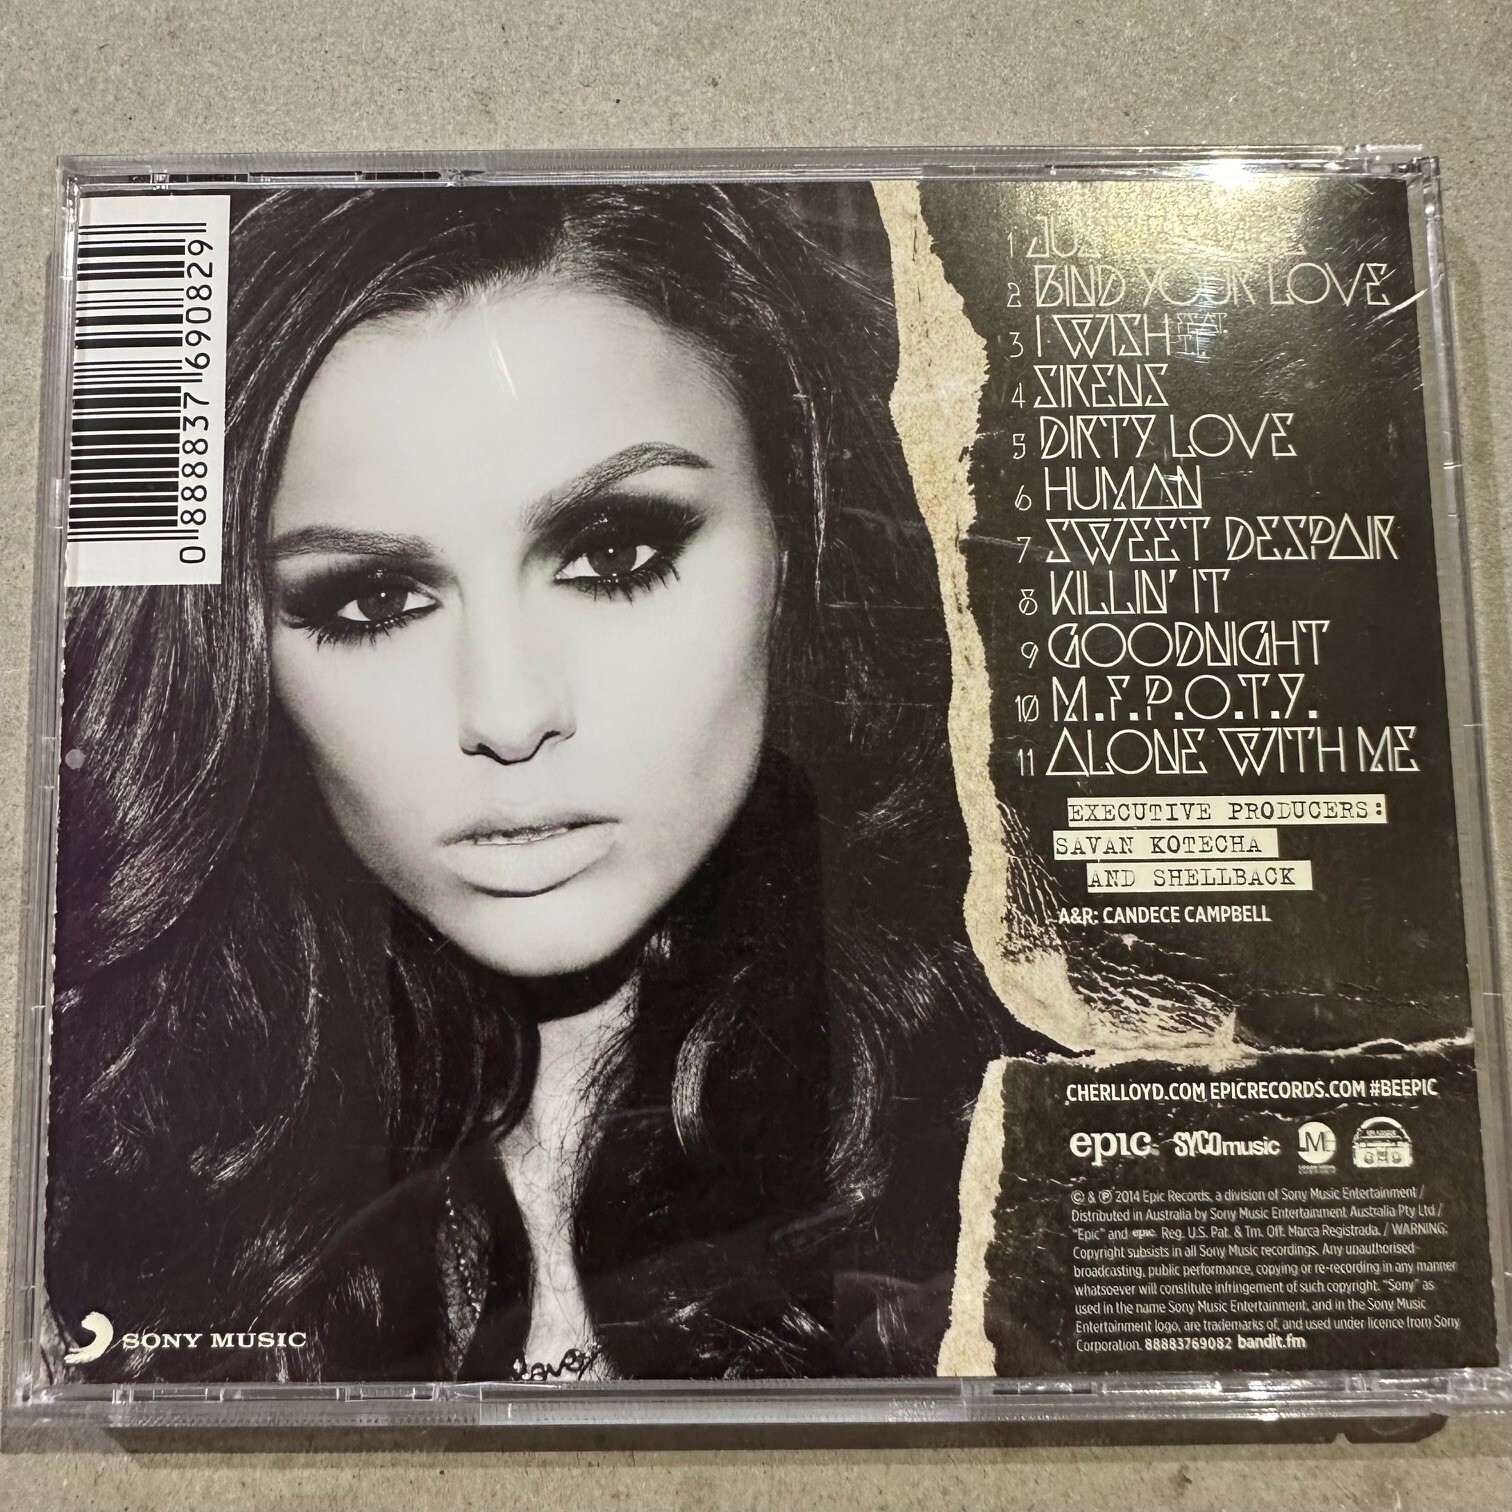 0 888837 690829
1 JUS
2 BIND YOUR LOVE
3 I WISH FEAT. T.I.
4 SIRENS
5 DIRTY LOVE
6 HUMAN
7 SWEET DESPAIR
8 KILLIN' IT
9 GOODNIGHT
10 M.F.P.O.T.Y.
11 ALONE WITH ME
EXECUTIVE PRODUCERS:
SAVAN KOTECHA
AND SHELLBACK
A&R: CANDECE CAMPBELL
CHERLLOYD.COM EPICRECORDS.COM #BEEPIC
epic SYCOmusic
© & ℗ 2014 Epic Records, a division of Sony Music Entertainment /
Distributed in Australia by Sony Music Entertainment Australia Pty Ltd /
"Epic" and epic Reg. U.S. Pat. & Tm. Off. Marca Registrada. / WARNING:
Copyright subsists in all Sony Music recordings. Any unauthorised
broadcasting, public performance, copying or re-recording in any manner
whatsoever will constitute infringement of such copyright. "Sony" as
used in the name Sony Music Entertainment, and in the Sony Music
Entertainment logo, are trademarks of, and used under licence from Sony
Corporation. 88883769082 bandit.fm
SONY MUSIC